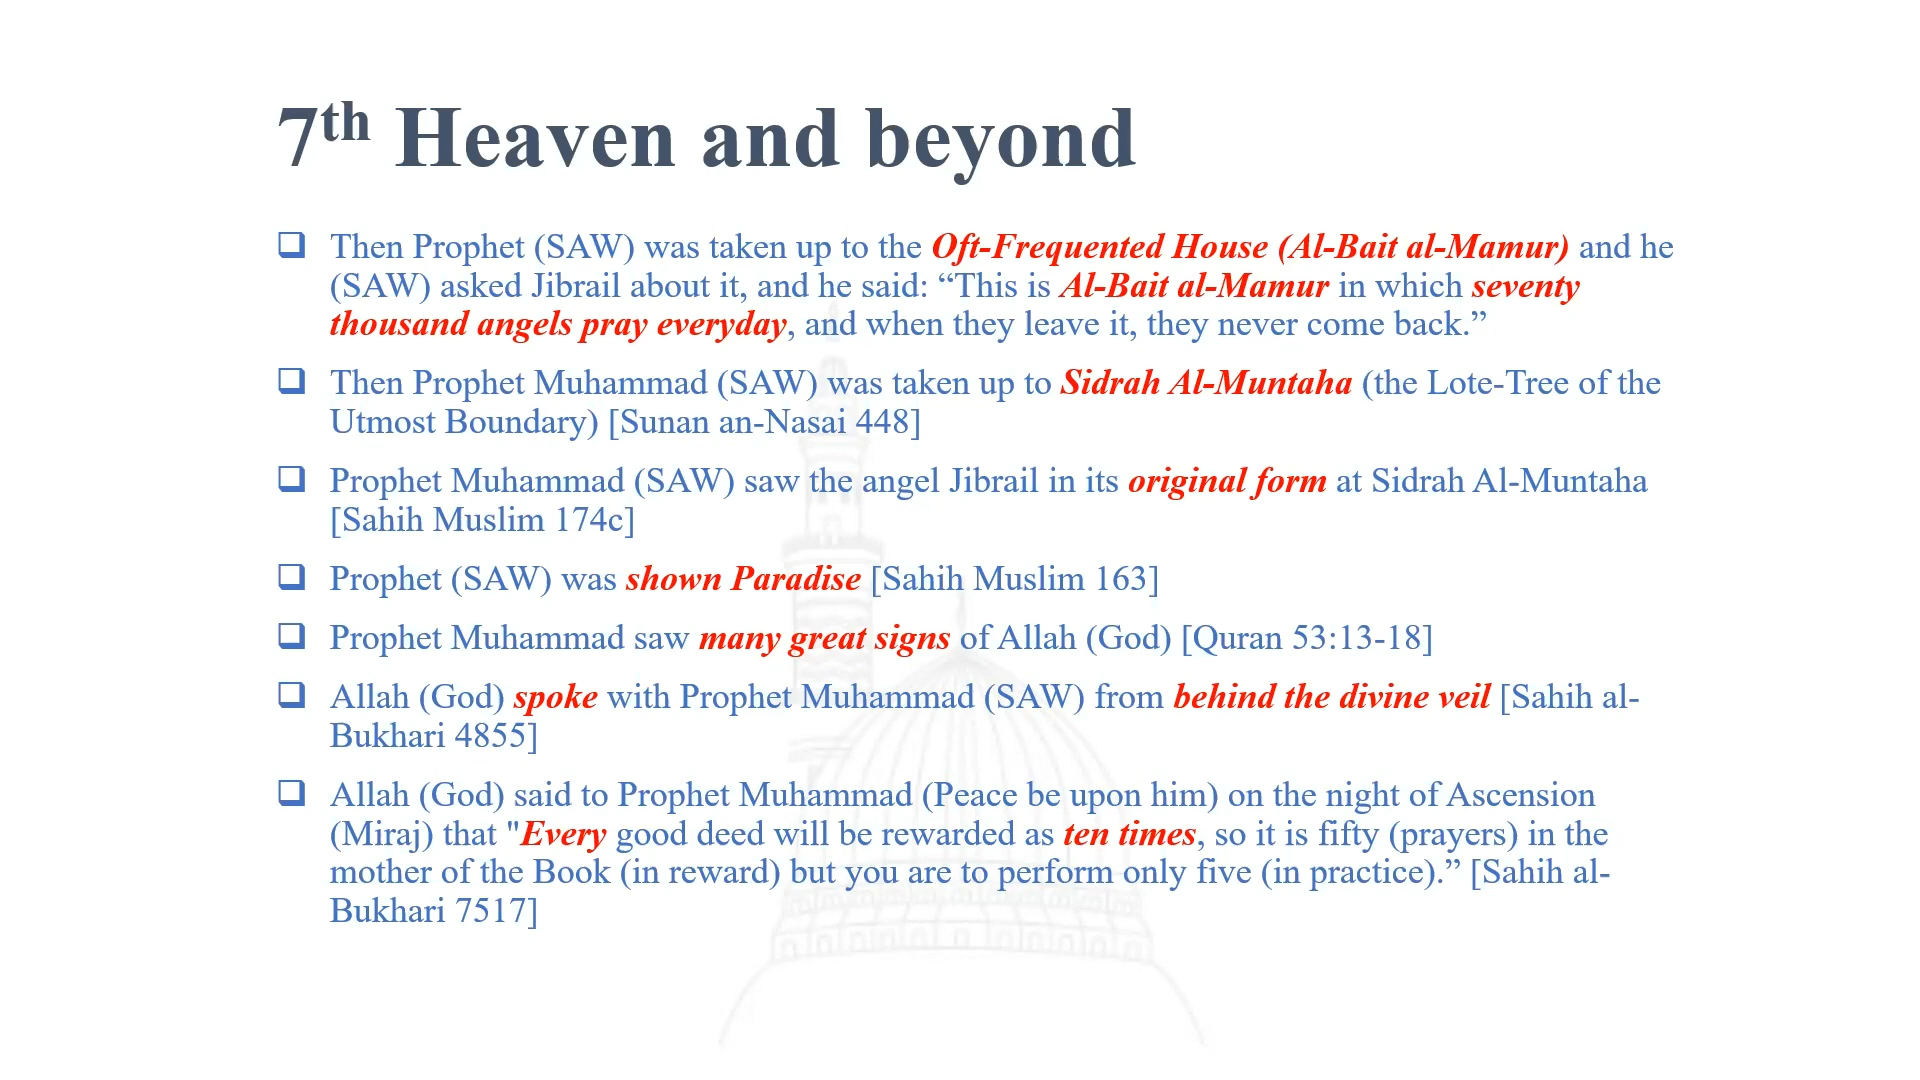 7th Heaven and beyond
❑ Then Prophet (SAW) was taken up to the Oft-Frequented House (Al-Bait al-Mamur) and he
(SAW) asked Jibrail about it, and he said: “This is Al-Bait al-Mamur in which seventy
thousand angels pray everyday, and when they leave it, they never come back.”
❑ Then Prophet Muhammad (SAW) was taken up to Sidrah Al-Muntaha (the Lote-Tree of the
Utmost Boundary) [Sunan an-Nasai 448]
❑ Prophet Muhammad (SAW) saw the angel Jibrail in its original form at Sidrah Al-Muntaha
[Sahih Muslim 174c]
❑ Prophet (SAW) was shown Paradise [Sahih Muslim 163]
❑ Prophet Muhammad saw many great signs of Allah (God) [Quran 53:13-18]
❑ Allah (God) spoke with Prophet Muhammad (SAW) from behind the divine veil [Sahih al-
Bukhari 4855]
❑ Allah (God) said to Prophet Muhammad (Peace be upon him) on the night of Ascension
(Miraj) that "Every good deed will be rewarded as ten times, so it is fifty (prayers) in the
mother of the Book (in reward) but you are to perform only five (in practice).” [Sahih al-
Bukhari 7517]